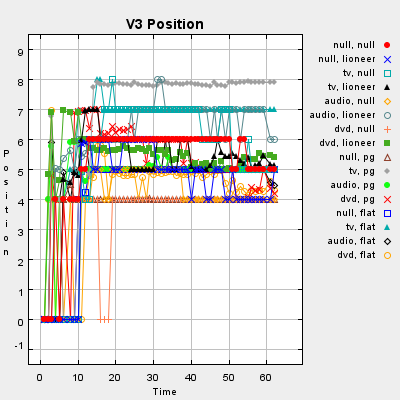 V3 Position
9
8
7
6
5
4
3
2
1
0
-1
Position
0
10
20
30
40
50
60
Time
null, null
null, lioneer
tv, null
tv, lioneer
audio, null
audio, lioneer
dvd, null
dvd, lioneer
null, pg
tv, pg
audio, pg
dvd, pg
null, flat
tv, flat
audio, flat
dvd, flat